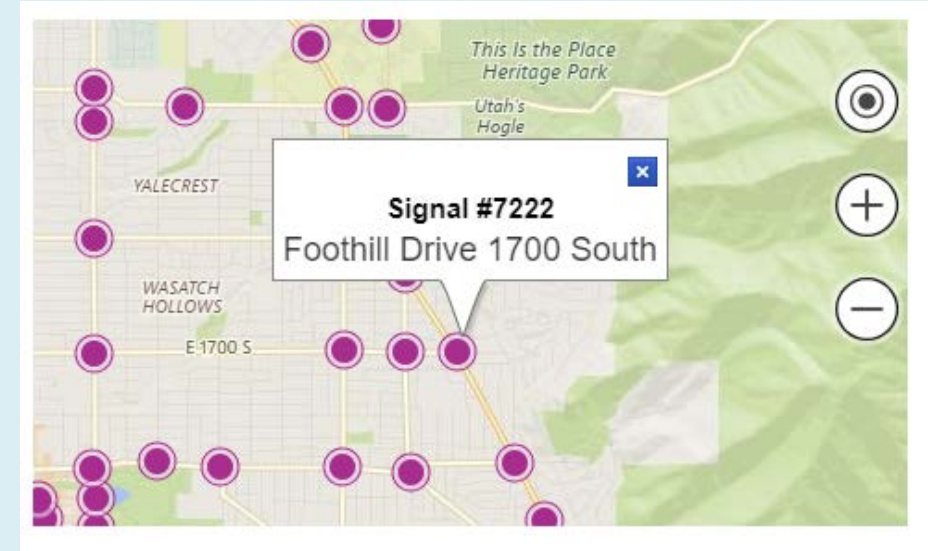 This Is the Place
Heritage Park
Utah's
Hogle
YALECREST
Signal #7222
Foothill Drive 1700 South
WASATCH
HOLLOWS
E 1700 S